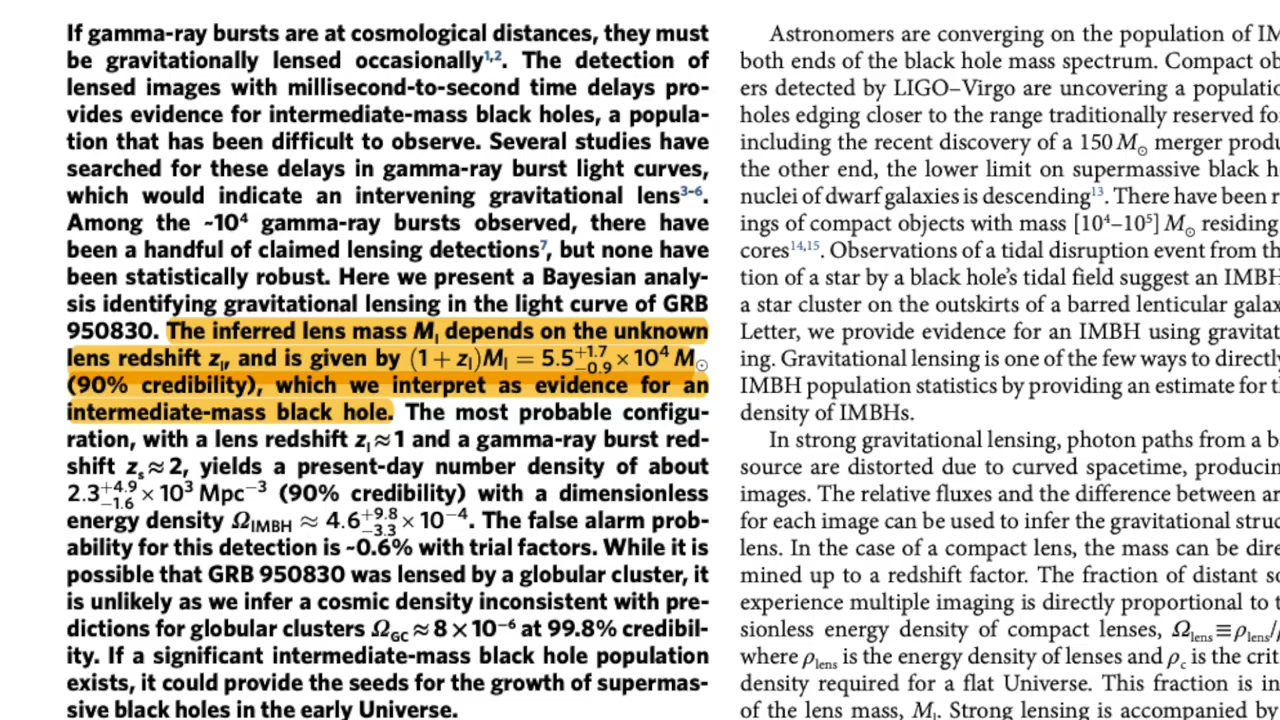 If gamma-ray bursts are at cosmological distances, they must
be gravitationally lensed occasionally1,2. The detection of
lensed images with millisecond-to-second time delays pro-
vides evidence for intermediate-mass black holes, a popula-
tion that has been difficult to observe. Several studies have
searched for these delays in gamma-ray burst light curves,
which would indicate an intervening gravitational lens3-6.
Among the ~10⁴ gamma-ray bursts observed, there have
been a handful of claimed lensing detections7, but none have
been statistically robust. Here we present a Bayesian analy-
sis identifying gravitational lensing in the light curve of GRB
950830. The inferred lens mass Mₗ depends on the unknown
lens redshift zₗ, and is given by (1 + zₗ)Mₗ = 5.5+1.7−0.9 × 10⁴ M⊙
(90% credibility), which we interpret as evidence for an
intermediate-mass black hole. The most probable configu-
ration, with a lens redshift zₗ ≈ 1 and a gamma-ray burst red-
shift zₛ ≈ 2, yields a present-day number density of about
2.3+4.9−1.6 × 10³ Mpc⁻³ (90% credibility) with a dimensionless
energy density ΩIMBH ≈ 4.6+9.8−3.3 × 10⁻⁴. The false alarm prob-
ability for this detection is ~0.6% with trial factors. While it is
possible that GRB 950830 was lensed by a globular cluster, it
is unlikely as we infer a cosmic density inconsistent with pre-
dictions for globular clusters ΩGC ≈ 8 × 10⁻⁶ at 99.8% credibil-
ity. If a significant intermediate-mass black hole population
exists, it could provide the seeds for the growth of supermas-
sive black holes in the early Universe.
Astronomers are converging on the population of IM
both ends of the black hole mass spectrum. Compact ob
ers detected by LIGO–Virgo are uncovering a populatio
holes edging closer to the range traditionally reserved fo
including the recent discovery of a 150 M⊙ merger produ
the other end, the lower limit on supermassive black h
nuclei of dwarf galaxies is descending13. There have been r
ings of compact objects with mass [10⁴–10⁵] M⊙ residing
cores14,15. Observations of a tidal disruption event from th
tion of a star by a black hole's tidal field suggest an IMBH
a star cluster on the outskirts of a barred lenticular galax
Letter, we provide evidence for an IMBH using gravitat
ing. Gravitational lensing is one of the few ways to directly
IMBH population statistics by providing an estimate for t
density of IMBHs.
In strong gravitational lensing, photon paths from a b
source are distorted due to curved spacetime, producin
images. The relative fluxes and the difference between ar
for each image can be used to infer the gravitational struc
lens. In the case of a compact lens, the mass can be dire
mined up to a redshift factor. The fraction of distant so
experience multiple imaging is directly proportional to t
sionless energy density of compact lenses, Ωlens ≡ ρlens/
where ρlens is the energy density of lenses and ρc is the crit
density required for a flat Universe. This fraction is in
of the lens mass, Mₗ. Strong lensing is accompanied by